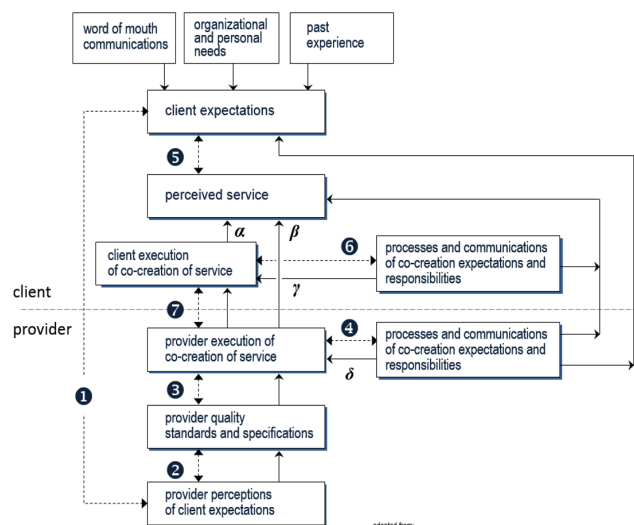 word of mouth
communications
organizational
and personal
needs
past
experience
client expectations
5
perceived service
α
β
client execution
of co-creation of service
6
processes and communications
of co-creation expectations and
responsibilities
γ
client
provider
7
4
provider execution of
co-creation of service
processes and communications
of co-creation expectations and
responsibilities
δ
1
3
provider quality
standards and specifications
2
provider perceptions
of client expectations
adapted from: